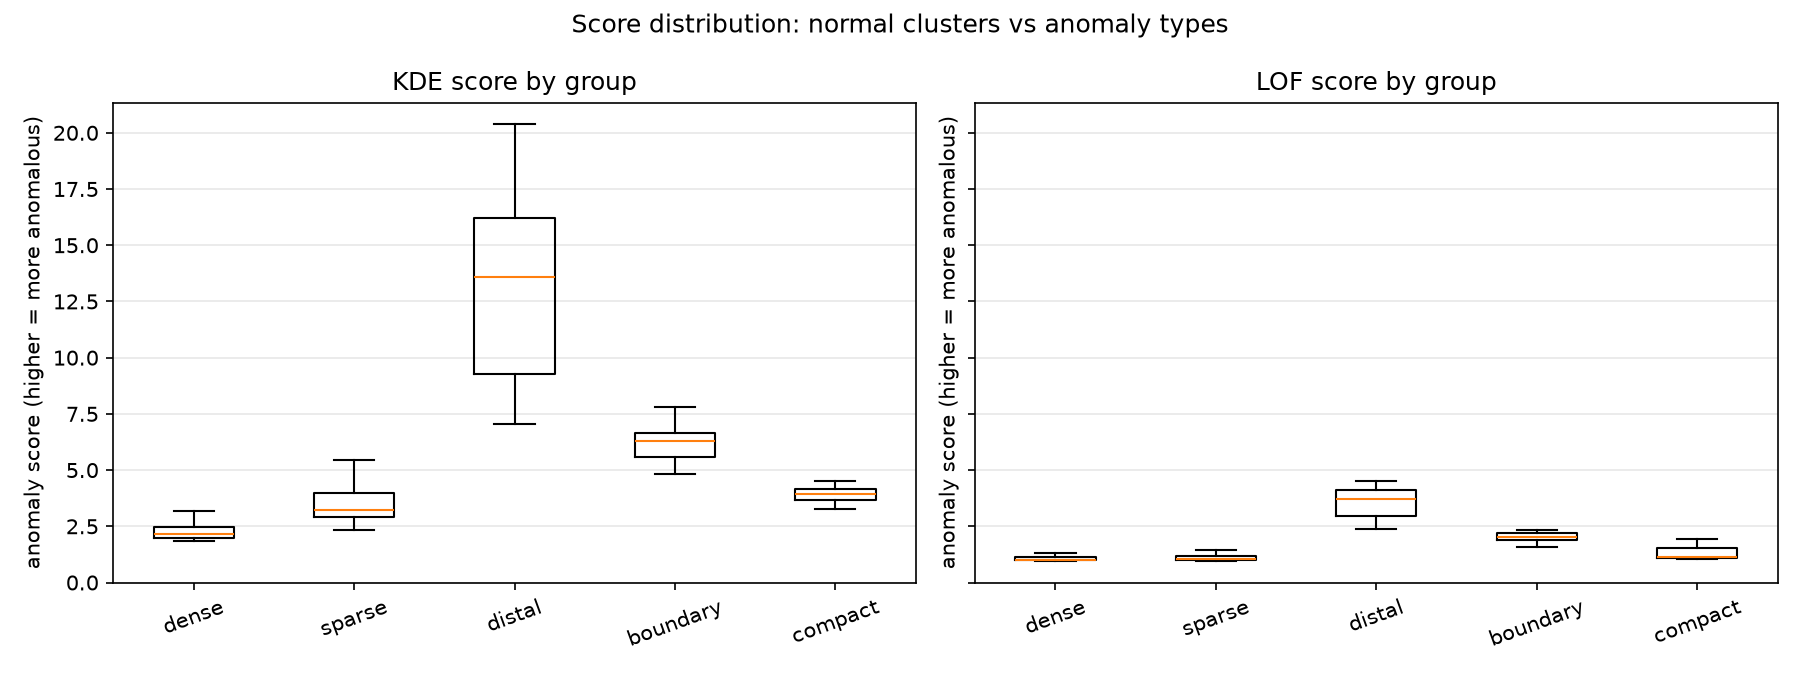 Score distribution: normal clusters vs anomaly types
KDE score by group
anomaly score (higher = more anomalous)
20.0
17.5
15.0
12.5
10.0
7.5
5.0
2.5
0.0
dense
sparse
distal
boundary
compact
LOF score by group
anomaly score (higher = more anomalous)
dense
sparse
distal
boundary
compact